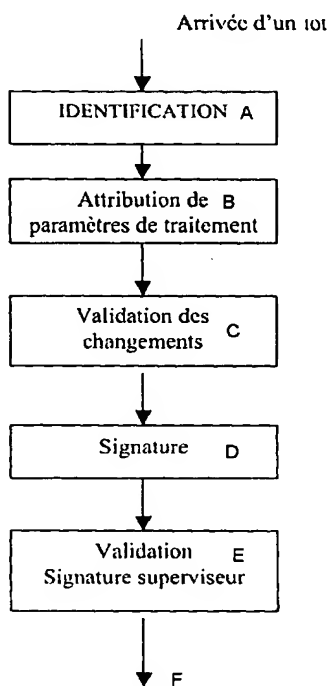 Arrivée d'un lot
IDENTIFICATION A
Attribution de B
paramètres de traitement
Validation des
changements C
Signature D
Validation E
Signature superviseur
F